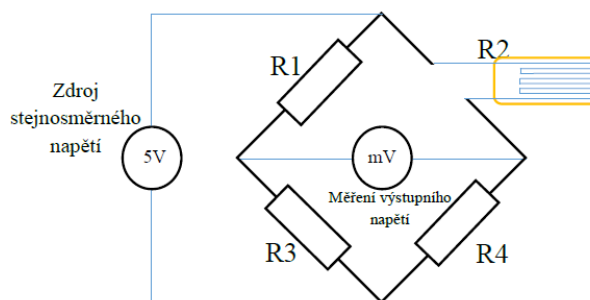 R1
R2
Zdroj
stejnosměrného
napětí
5V
mV
Měření výstupního
napětí
R3
R4